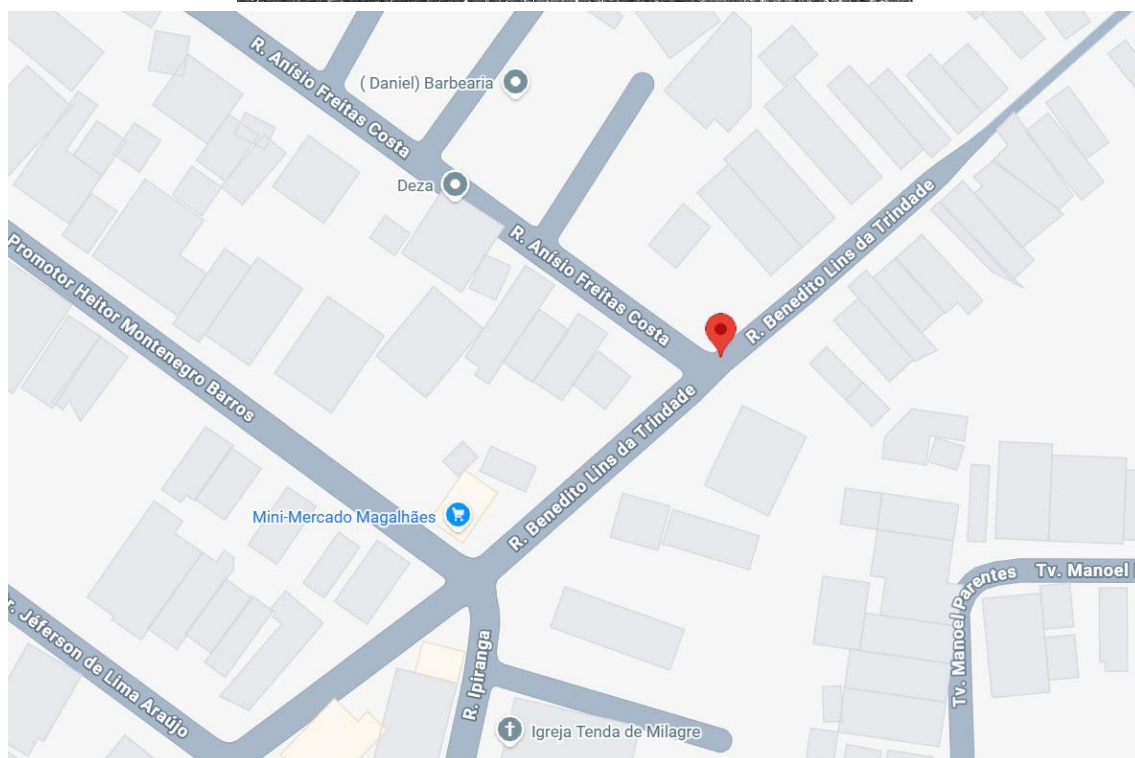 R. Anísio Freitas Costa
( Daniel) Barbearia
Deza
R. Anísio Freitas Costa
R. Benedito Lins da Trindade
Promotor Heitor Montenegro Barros
R. Benedito Lins da Trindade
Mini-Mercado Magalhães
Tv. Manoel Parentes
Tv. Manoel
r. Jéferson de Lima Araújo
R. Ipiranga
Igreja Tenda de Milagre